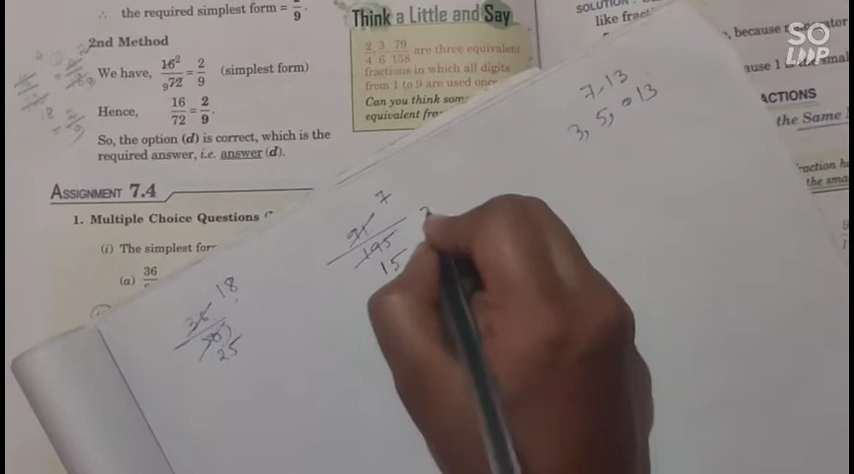 ∴ the required simplest form = 2/9
2nd Method
We have, 16²/₉72 = 2/9 (simplest form)
Hence, 16/72 = 2/9.
So, the option (d) is correct, which is the
required answer, i.e. answer (d).
ASSIGNMENT 7.4
1. Multiple Choice Questions
(i) The simplest for
(a) 36
Think a Little and Say
2/4, 3/6, 79/158 are three equivalent
fractions in which all digits
from 1 to 9 are used once
Can you think som
equivalent fra
SOLUTION
like frac
, because
ause 1 is
ACTIONS
the Same
raction h
the sma
SO
LOOP
7, 13
3, 5, 13
7
91/195
15
18
36/50
25